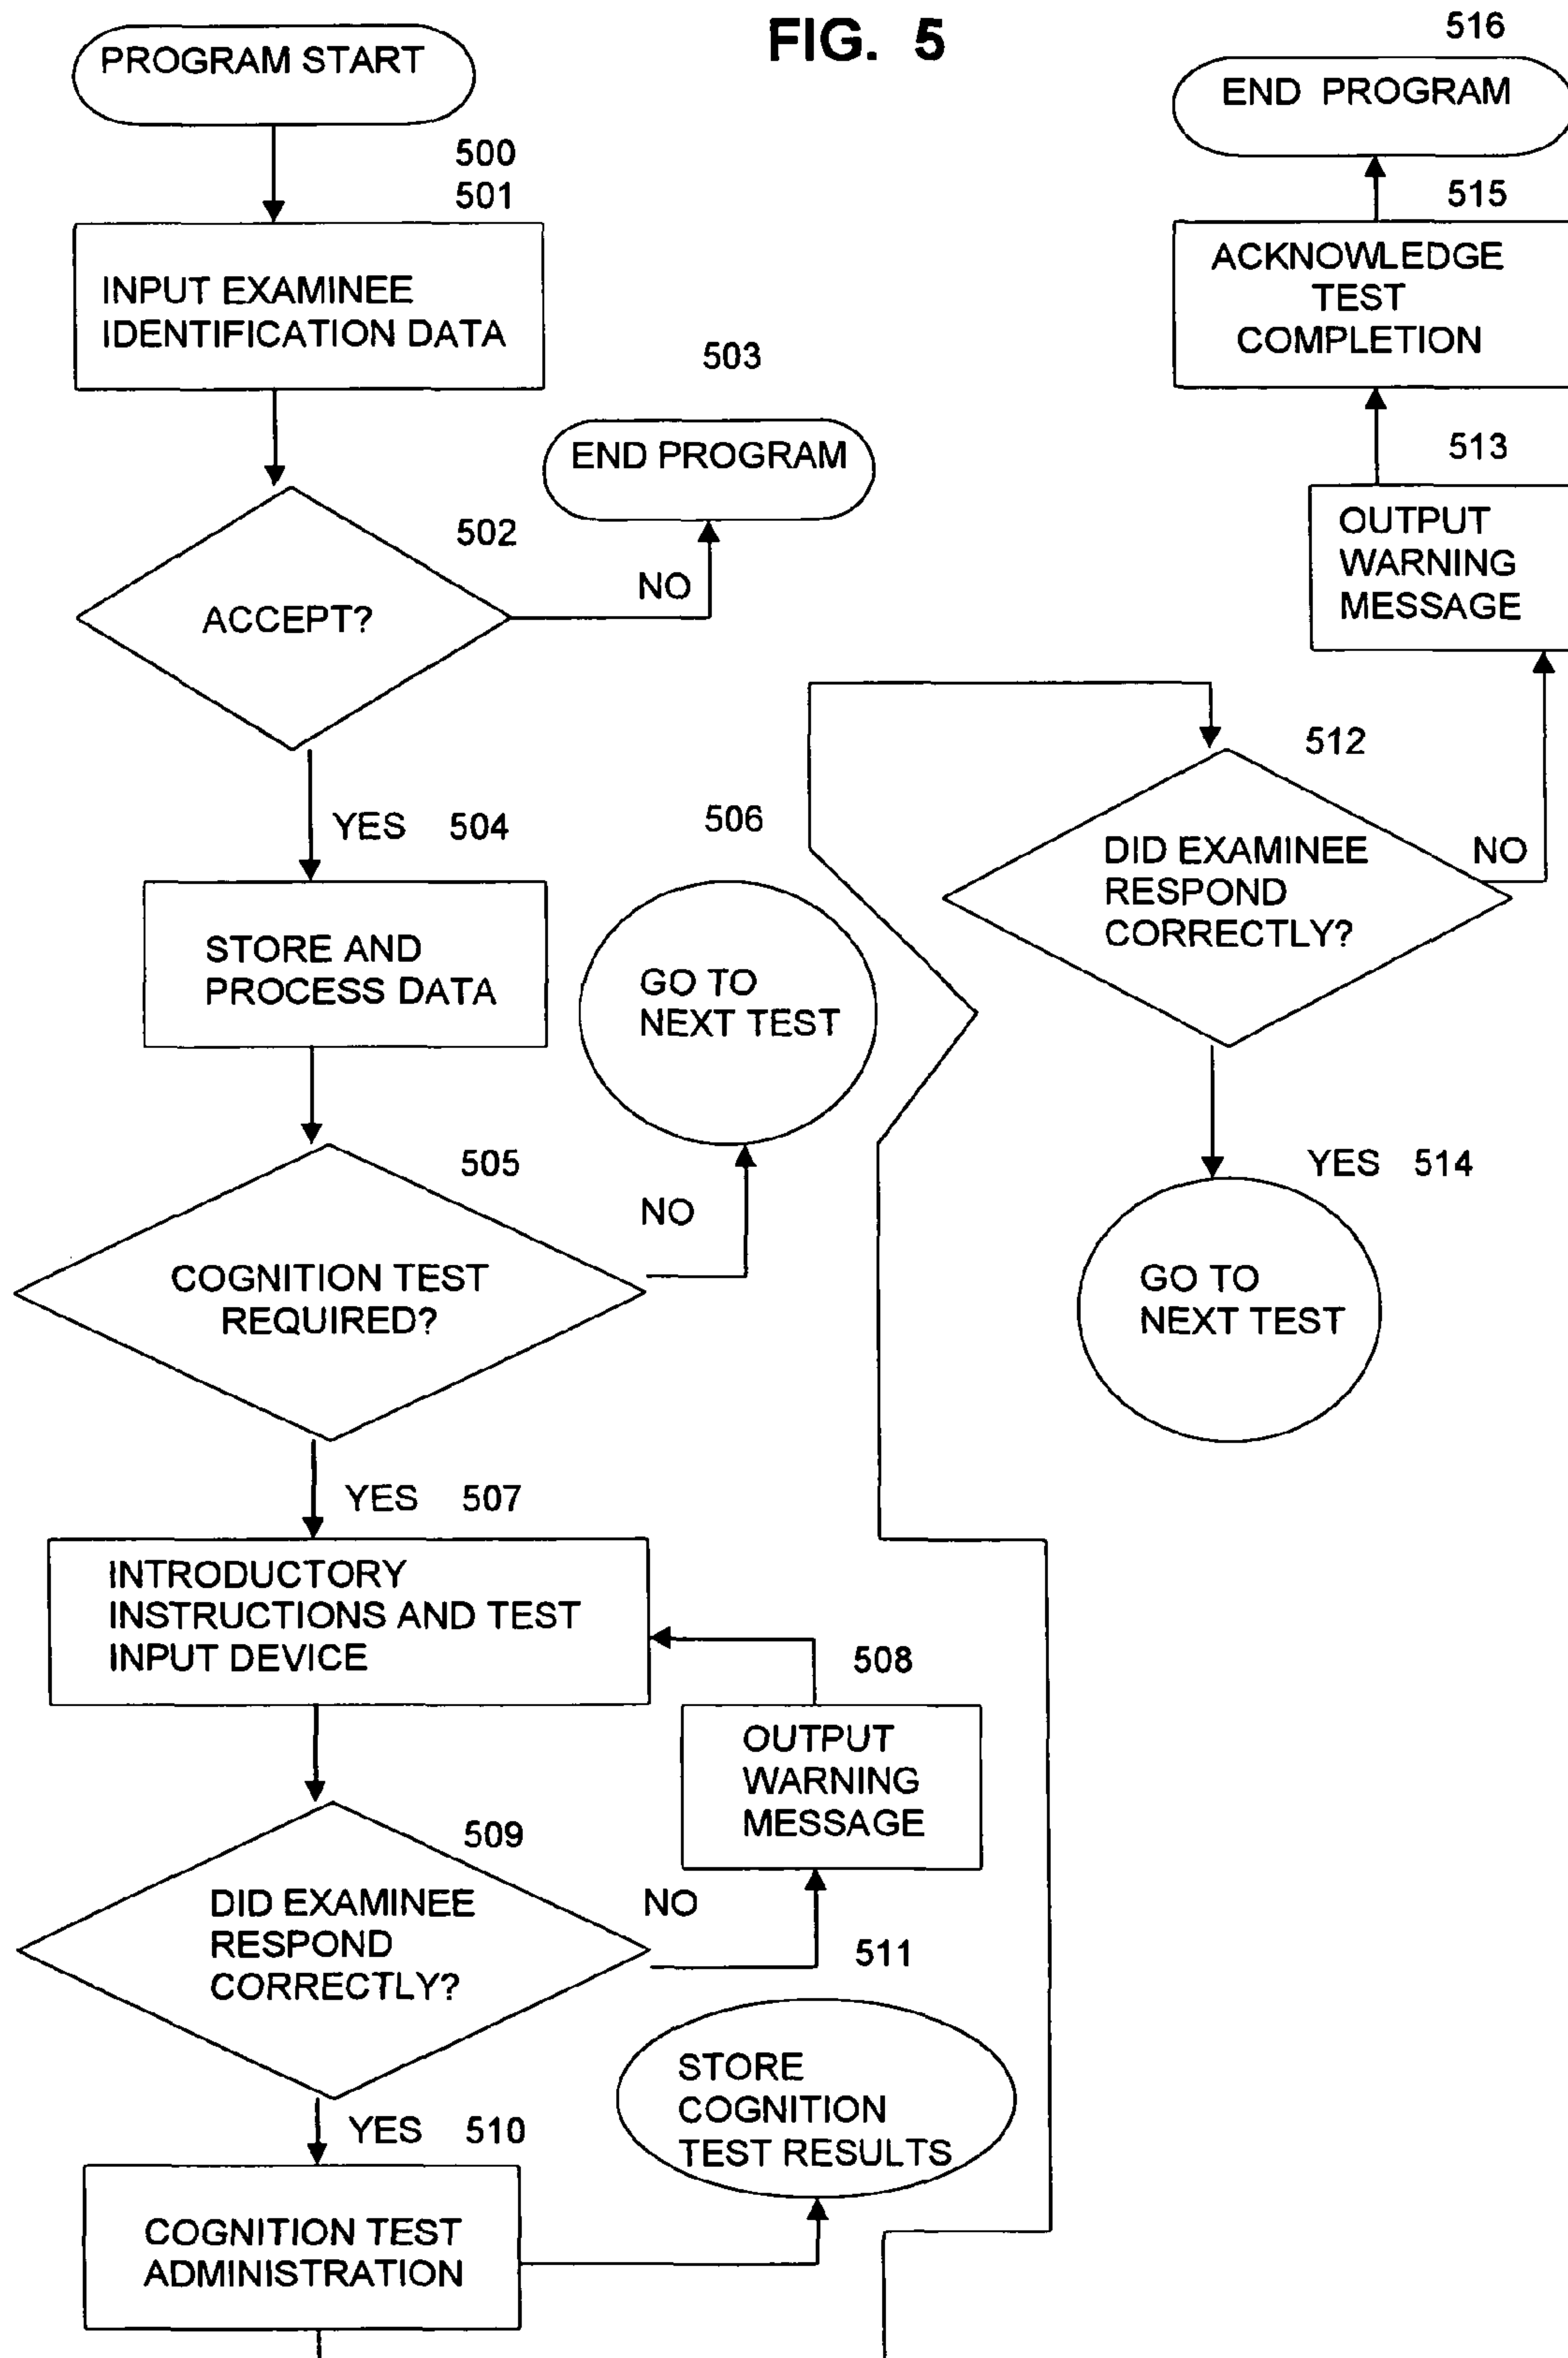 FIG. 5
PROGRAM START
500
501
INPUT EXAMINEE
IDENTIFICATION DATA
503
END PROGRAM
502
ACCEPT?
NO
YES 504
STORE AND
PROCESS DATA
506
GO TO
NEXT TEST
505
COGNITION TEST
REQUIRED?
NO
YES 507
INTRODUCTORY
INSTRUCTIONS AND TEST
INPUT DEVICE
508
OUTPUT
WARNING
MESSAGE
509
DID EXAMINEE
RESPOND
CORRECTLY?
NO
511
STORE
COGNITION
TEST RESULTS
YES 510
COGNITION TEST
ADMINISTRATION
516
END PROGRAM
515
ACKNOWLEDGE
TEST
COMPLETION
513
OUTPUT
WARNING
MESSAGE
512
DID EXAMINEE
RESPOND
CORRECTLY?
NO
YES 514
GO TO
NEXT TEST